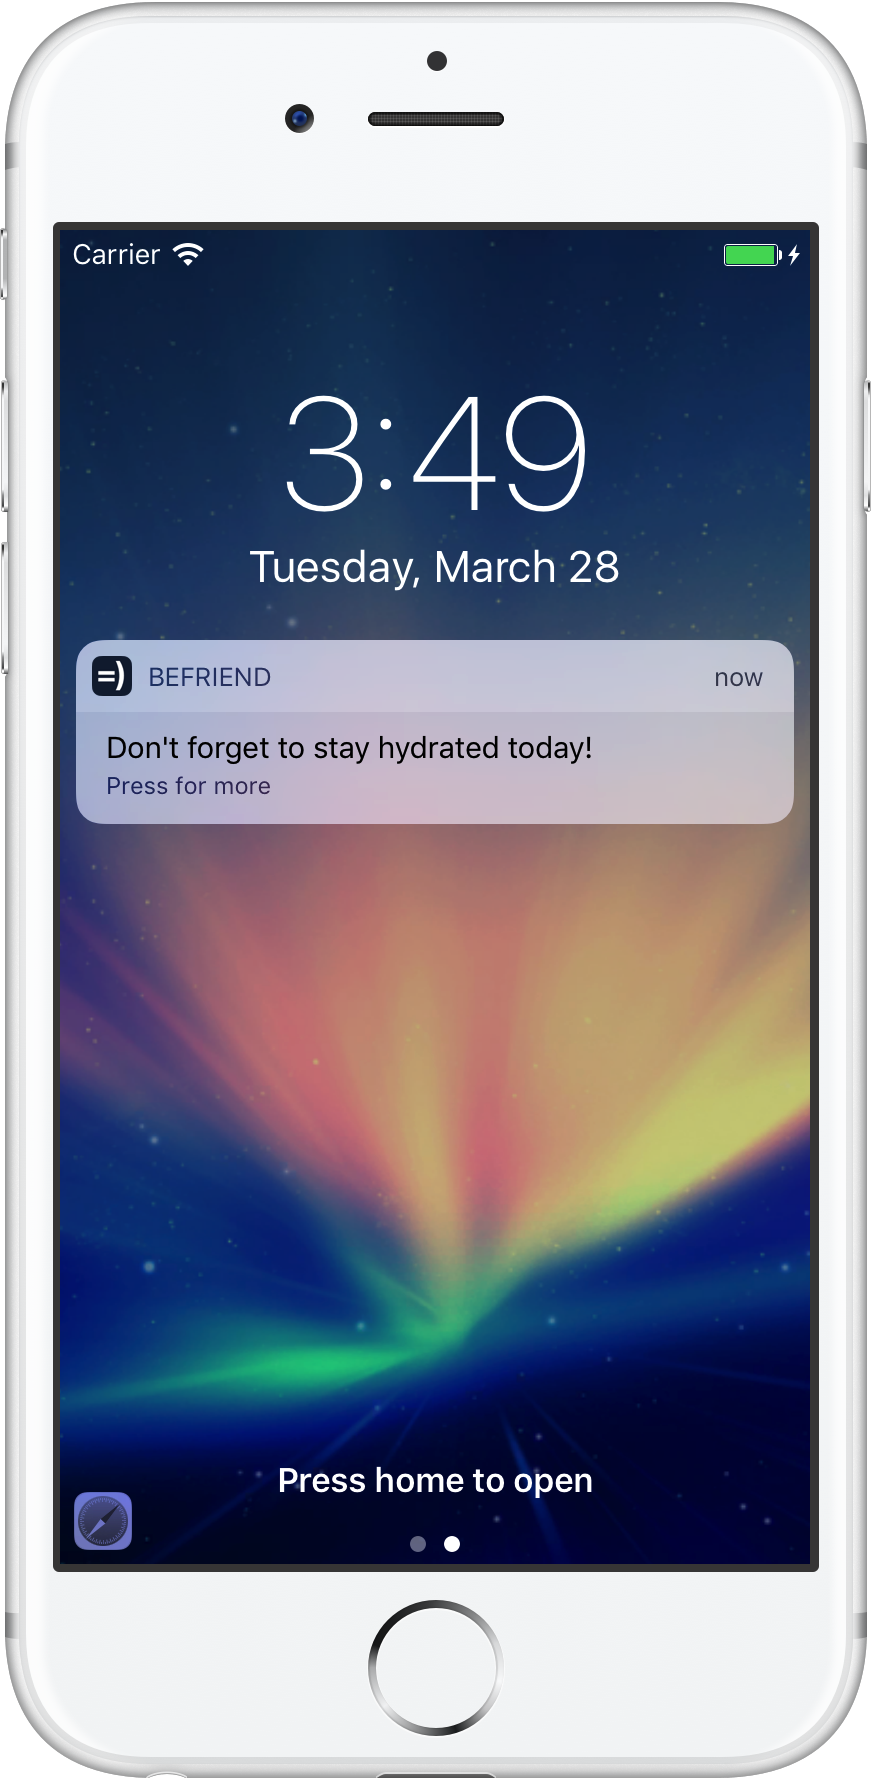 Carrier
3:49
Tuesday, March 28
=) BEFRIEND now
Don't forget to stay hydrated today!
Press for more
Press home to open